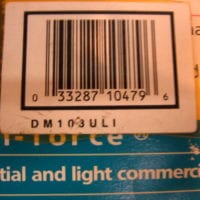 0 33287 10479 6
DM103ULI
-Force ®
tial and light commerci